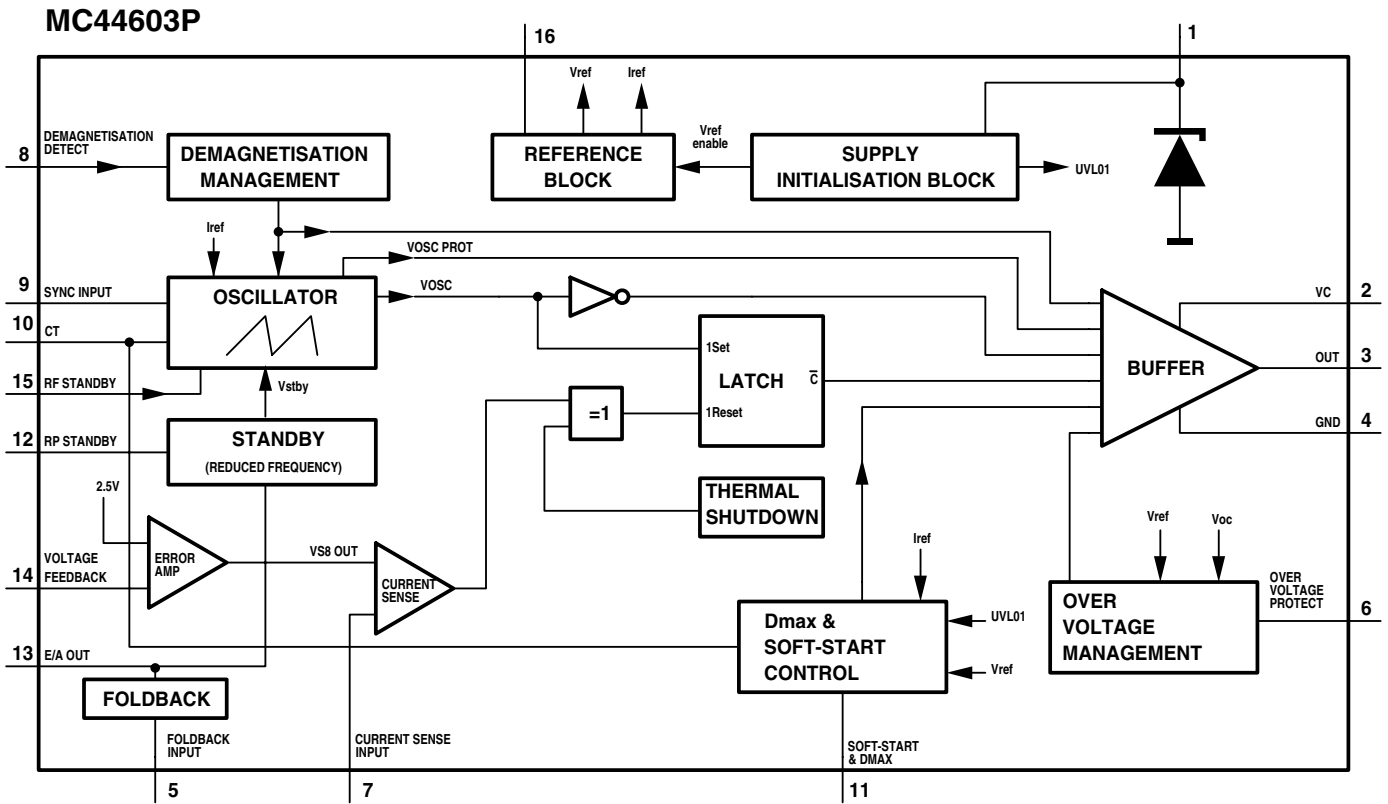 MC44603P
16
1
Vref
Iref
8
DEMAGNETISATION
DETECT
DEMAGNETISATION
MANAGEMENT
REFERENCE
BLOCK
Vref
enable
SUPPLY
INITIALISATION BLOCK
UVL01
Iref
VOSC PROT
9
SYNC INPUT
OSCILLATOR
VOSC
VC
2
10
CT
1Set
LATCH
C̅
1Reset
BUFFER
OUT
3
15
RF STANDBY
Vstby
=1
12
RP STANDBY
STANDBY
(REDUCED FREQUENCY)
GND
4
2.5V
THERMAL
SHUTDOWN
14
VOLTAGE
FEEDBACK
ERROR
AMP
VS8 OUT
CURRENT
SENSE
Iref
Vref
Voc
Dmax &
SOFT-START
CONTROL
UVL01
Vref
OVER
VOLTAGE
MANAGEMENT
OVER
VOLTAGE
PROTECT
6
13
E/A OUT
FOLDBACK
FOLDBACK
INPUT
CURRENT SENSE
INPUT
SOFT-START
& DMAX
5
7
11